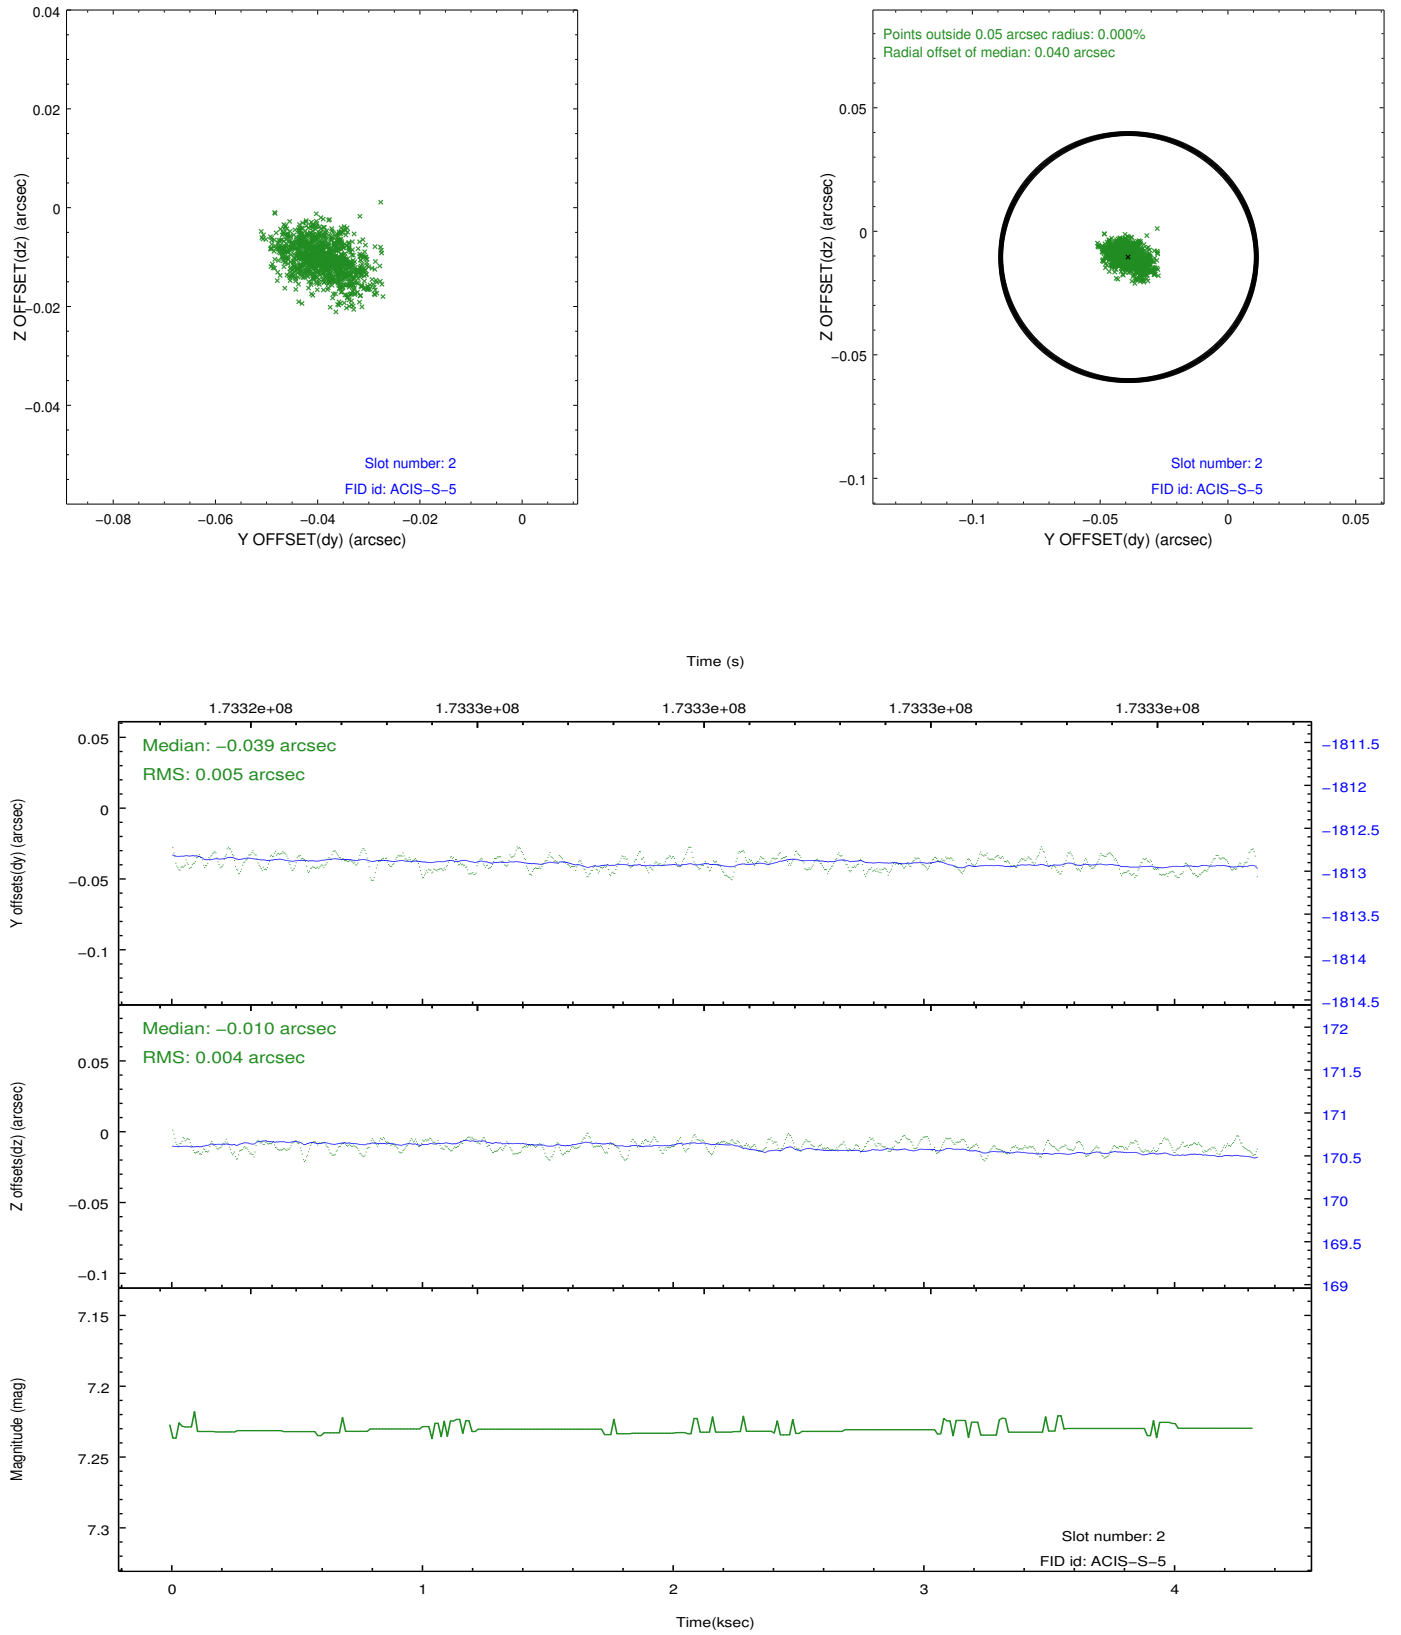 0.04
0.02
0
−0.02
−0.04
Z OFFSET(dz) (arcsec)
−0.08
−0.06
−0.04
−0.02
0
Y OFFSET(dy) (arcsec)
Slot number: 2
FID id: ACIS−S−5
Points outside 0.05 arcsec radius: 0.000%
Radial offset of median: 0.040 arcsec
0.05
0
−0.05
−0.1
Z OFFSET(dz) (arcsec)
−0.1
−0.05
0
0.05
Y OFFSET(dy) (arcsec)
Slot number: 2
FID id: ACIS−S−5
Time (s)
1.7332e+08
1.7333e+08
1.7333e+08
1.7333e+08
1.7333e+08
Median: −0.039 arcsec
RMS: 0.005 arcsec
0.05
0
−0.05
−0.1
Y offsets(dy) (arcsec)
−1811.5
−1812
−1812.5
−1813
−1813.5
−1814
−1814.5
Median: −0.010 arcsec
RMS: 0.004 arcsec
0.05
0
−0.05
−0.1
Z offsets(dz) (arcsec)
172
171.5
171
170.5
170
169.5
169
7.15
7.2
7.25
7.3
Magnitude (mag)
Slot number: 2
FID id: ACIS−S−5
0
1
2
3
4
Time(ksec)